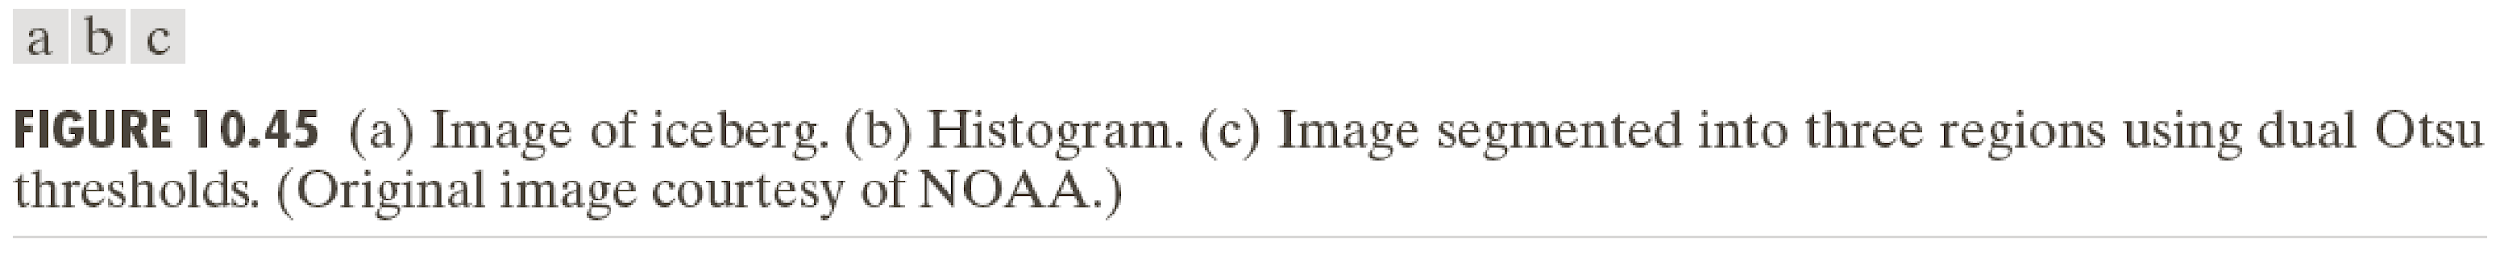 a b c
FIGURE 10.45 (a) Image of iceberg. (b) Histogram. (c) Image segmented into three regions using dual Otsu
thresholds. (Original image courtesy of NOAA.)